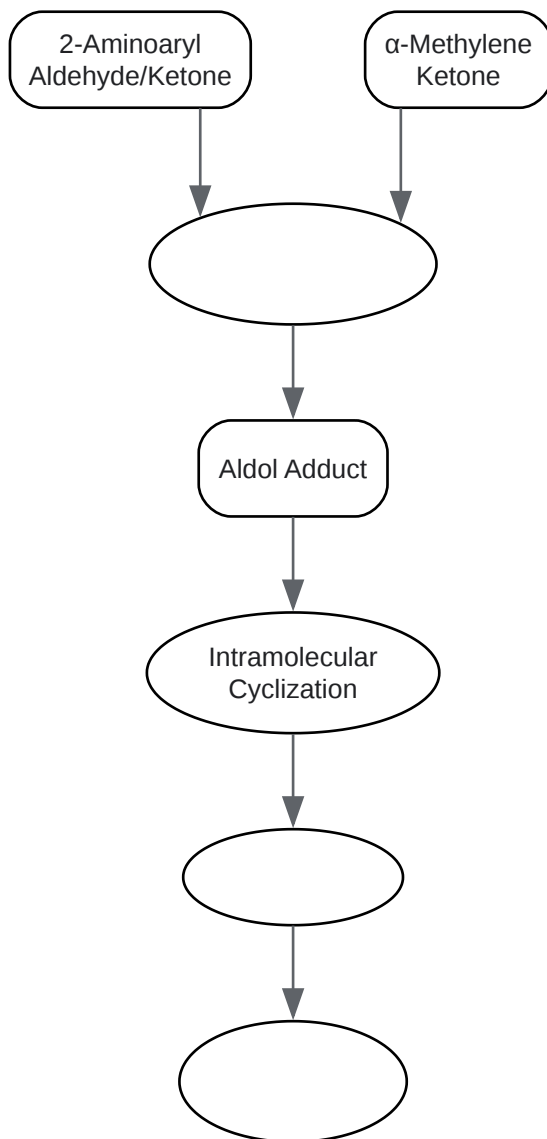 2-Aminoaryl
Aldehyde/Ketone
α-Methylene
Ketone
Aldol Adduct
Intramolecular
Cyclization